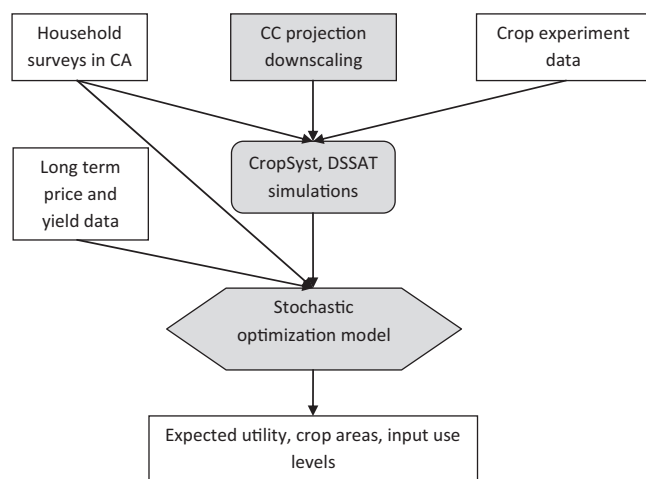 Household
surveys in CA
CC projection
downscaling
Crop experiment
data
Long term
price and
yield data
CropSyst, DSSAT
simulations
Stochastic
optimization model
Expected utility, crop areas, input use
levels